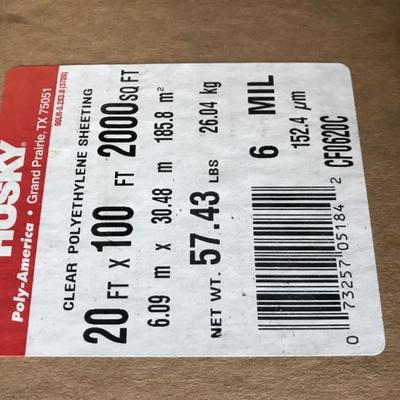 HUSKY®
Poly-America • Grand Prairie, TX 75051
CLEAR POLYETHYLENE SHEETING
20 FT X 100 FT 2000 SQ FT
6.09 m x 30.48 m 185.8 m²
NET WT. 57.43 LBS 26.04 kg
6 MIL
152.4 µm
CF0620C
0 73257 05184 2